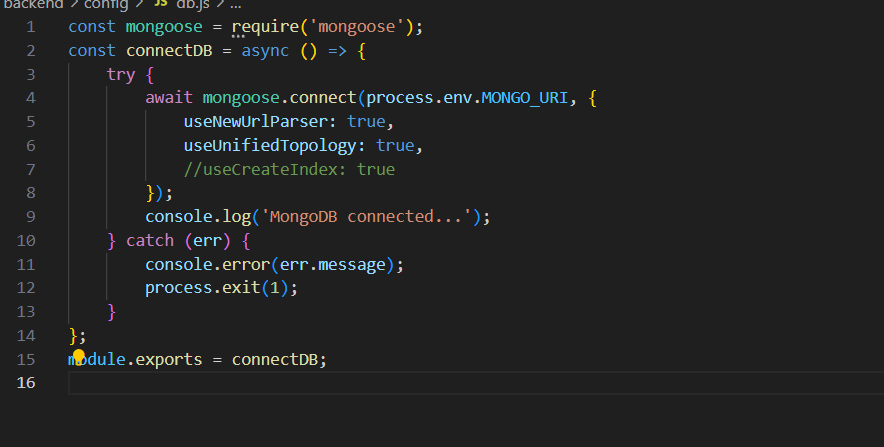 backend > config > JS db.js > ...
1 const mongoose = require('mongoose');
2 const connectDB = async () => {
3 try {
4 await mongoose.connect(process.env.MONGO_URI, {
5 useNewUrlParser: true,
6 useUnifiedTopology: true,
7 //useCreateIndex: true
8 });
9 console.log('MongoDB connected...');
10 } catch (err) {
11 console.error(err.message);
12 process.exit(1);
13 }
14 };
15 module.exports = connectDB;
16